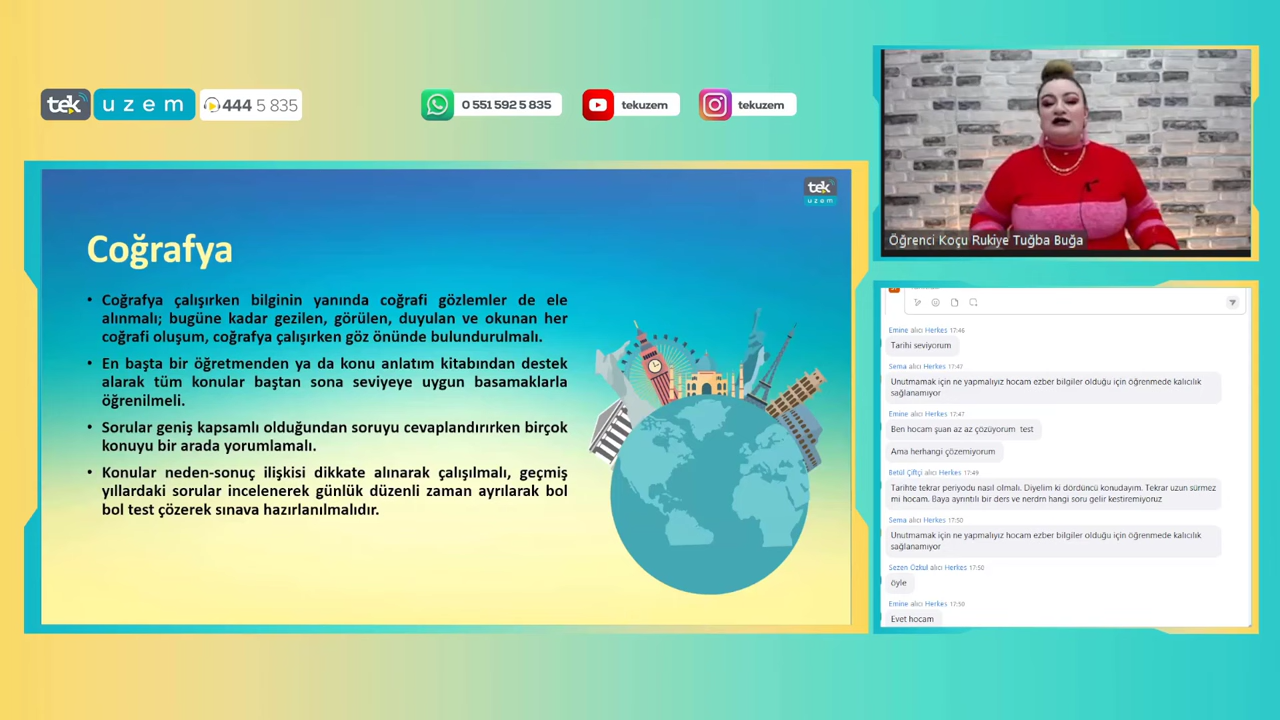 tek uzem 444 5 835
0 551 592 5 835
tekuzem
tekuzem
tek
uzem
Coğrafya
• Coğrafya çalışırken bilginin yanında coğrafi gözlemler de ele
alınmalı; bugüne kadar gezilen, görülen, duyulan ve okunan her
coğrafi oluşum, coğrafya çalışırken göz önünde bulundurulmalı.
• En başta bir öğretmenden ya da konu anlatım kitabından destek
alarak tüm konular baştan sona seviyeye uygun basamaklarla
öğrenilmeli.
• Sorular geniş kapsamlı olduğundan soruyu cevaplandırırken birçok
konuyu bir arada yorumlamalı.
• Konular neden-sonuç ilişkisi dikkate alınarak çalışılmalı, geçmiş
yıllardaki sorular incelenerek günlük düzenli zaman ayrılarak bol
bol test çözerek sınava hazırlanılmalıdır.
Öğrenci Koçu Rukiye Tuğba Buğa
Emine alıcı Herkes 17:46
Tarihi seviyorum
Sema alıcı Herkes 17:47
Unutmamak için ne yapmalıyız hocam ezber bilgiler olduğu için öğrenmede kalıcılık
sağlanamıyor
Emine alıcı Herkes 17:47
Ben hocam şuan az az çözüyorum test
Ama herhangi çözemiyorum
Betül Çiftçi alıcı Herkes 17:49
Tarihte tekrar periyodu nasıl olmalı. Diyelim ki dördüncü konudayım. Tekrar uzun sürmez
mi hocam. Baya ayrıntılı bir ders ve nerdrn hangi soru gelir kestiremiyoruz
Sema alıcı Herkes 17:50
Unutmamak için ne yapmalıyız hocam ezber bilgiler olduğu için öğrenmede kalıcılık
sağlanamıyor
Sezen Özkul alıcı Herkes 17:50
öyle
Emine alıcı Herkes 17:50
Evet hocam